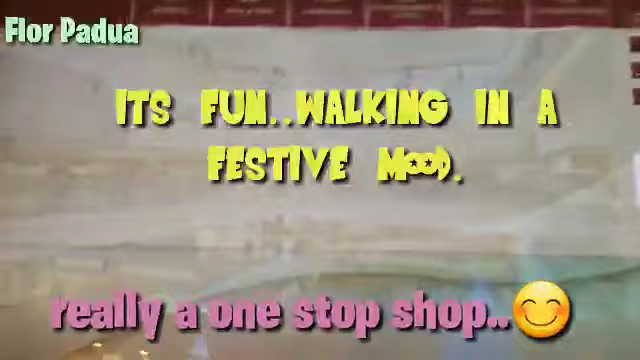 Flor Padua
ITS FUN..WALKING IN A
FESTIVE MOOD.
really a one stop shop..😊